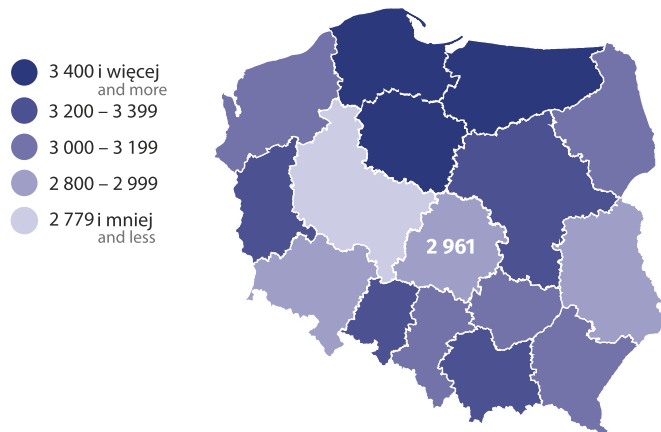 3 400 i więcej
and more
3 200 – 3 399
3 000 – 3 199
2 800 – 2 999
2 779 i mniej
and less
2 961